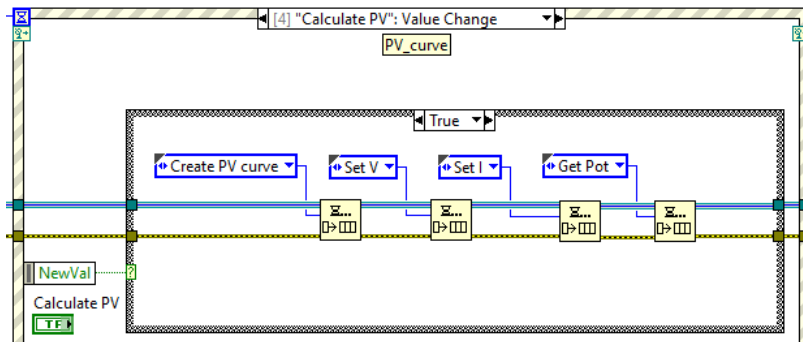 [4] "Calculate PV": Value Change
PV_curve
True
Create PV curve
Set V
Set I
Get Pot
NewVal
?
Calculate PV
TF